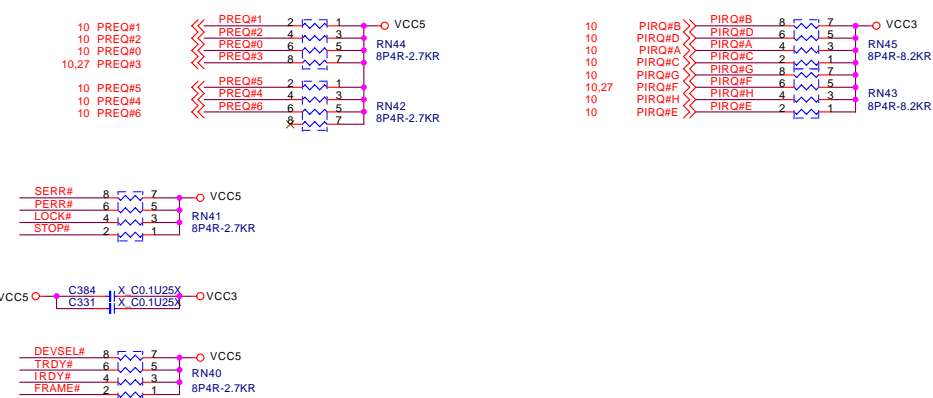 10 PREQ#1 PREQ#1 2 1 VCC5
10 PREQ#2 PREQ#2 4 3
10 PREQ#0 PREQ#0 6 5 RN44
10,27 PREQ#3 PREQ#3 8 7 8P4R-2.7KR
10 PREQ#5 PREQ#5 2 1
10 PREQ#4 PREQ#4 4 3
10 PREQ#6 PREQ#6 6 5 RN42
8 7 8P4R-2.7KR
10 PIRQ#B PIRQ#B 8 7 VCC3
10 PIRQ#D PIRQ#D 6 5
10 PIRQ#A PIRQ#A 4 3 RN45
10 PIRQ#C PIRQ#C 2 1 8P4R-8.2KR
10 PIRQ#G PIRQ#G 8 7
10,27 PIRQ#F PIRQ#F 6 5
10 PIRQ#H PIRQ#H 4 3 RN43
10 PIRQ#E PIRQ#E 2 1 8P4R-8.2KR
SERR# 8 7 VCC5
PERR# 6 5
LOCK# 4 3 RN41
STOP# 2 1 8P4R-2.7KR
VCC5 C384 X_C0.1U25X VCC3
C331 X_C0.1U25X
DEVSEL# 8 7 VCC5
TRDY# 6 5
IRDY# 4 3 RN40
FRAME# 2 1 8P4R-2.7KR